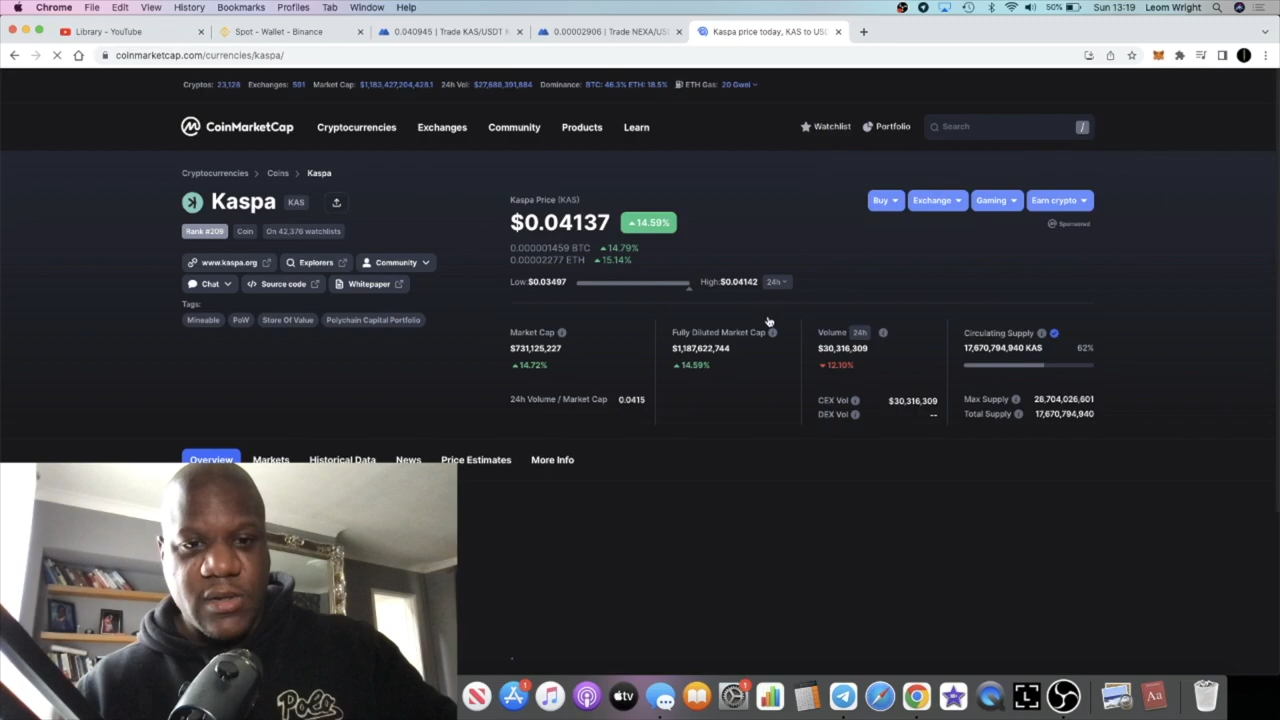 Chrome File Edit View History Bookmarks Profiles Tab Window Help
50% Sun 13:19 Leom Wright
Library - YouTube
Spot - Wallet - Binance
0.040945 | Trade KAS/USDT
0.00002906 | Trade NEXA/US
Kaspa price today, KAS to US
coinmarketcap.com/currencies/kaspa/
Cryptos: 23,126 Exchanges: 591 Market Cap: $1,183,427,204,428.1 24h Vol: $27,688,391,884 Dominance: BTC: 46.3% ETH: 18.5% ETH Gas: 20 Gwei
CoinMarketCap Cryptocurrencies Exchanges Community Products Learn
Watchlist Portfolio Search /
Cryptocurrencies > Coins > Kaspa
Kaspa KAS
Rank #209 Coin On 42,376 watchlists
www.kaspa.org Explorers Community
Chat Source code Whitepaper
Tags:
Mineable PoW Store Of Value Polychain Capital Portfolio
Kaspa Price (KAS)
$0.04137 14.59%
0.000001459 BTC 14.79%
0.00002277 ETH 15.14%
Low: $0.03497 High: $0.04142 24h
Buy Exchange Gaming Earn crypto
Sponsored
Market Cap
$731,125,227
14.72%
24h Volume / Market Cap 0.0415
Fully Diluted Market Cap
$1,187,622,744
14.59%
Volume 24h
$30,316,309
12.10%
CEX Vol $30,316,309
DEX Vol --
Circulating Supply
17,670,794,940 KAS 62%
Max Supply 28,704,026,601
Total Supply 17,670,794,940
Overview Markets Historical Data News Price Estimates More Info
Polo
tv
1
1
L
Aa